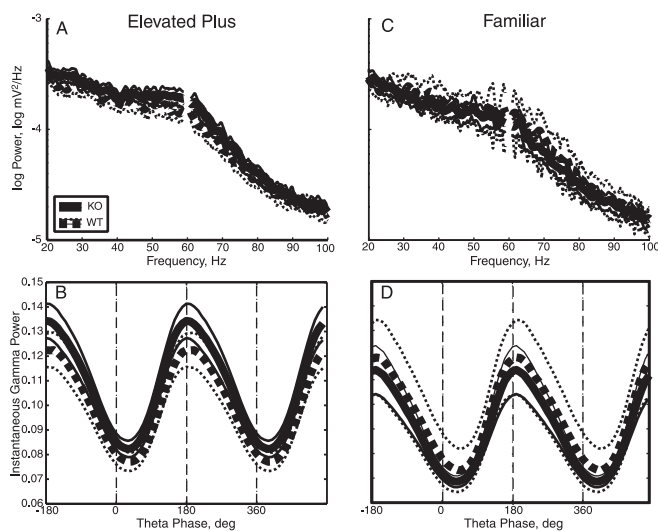 Elevated Plus
Familiar
A
C
-3
-4
-5
log Power, log mV²/Hz
KO
WT
20 30 40 50 60 70 80 90 100
Frequency, Hz
20 30 40 50 60 70 80 90 100
Frequency, Hz
B
D
0.15
0.14
0.13
0.12
0.11
0.10
0.09
0.08
0.07
0.06
Instantaneous Gamma Power
-180 0 180 360
Theta Phase, deg
-180 0 180 360
Theta Phase, deg